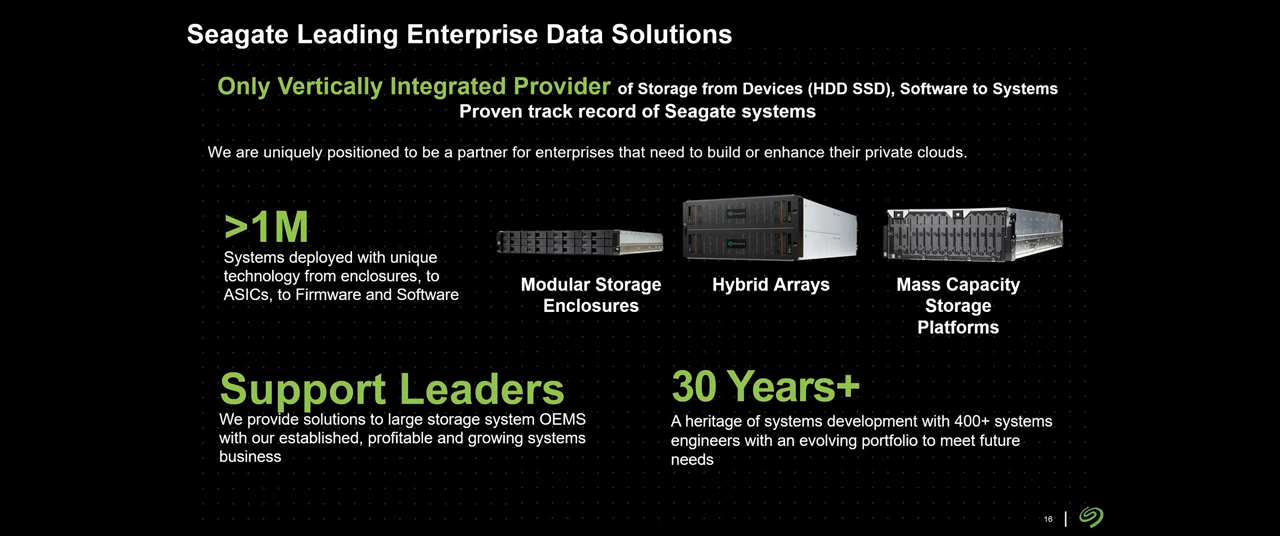 Seagate Leading Enterprise Data Solutions
Only Vertically Integrated Provider of Storage from Devices (HDD SSD), Software to Systems
Proven track record of Seagate systems
We are uniquely positioned to be a partner for enterprises that need to build or enhance their private clouds.
>1M
Systems deployed with unique
technology from enclosures, to
ASICs, to Firmware and Software
Modular Storage
Enclosures
Hybrid Arrays
Mass Capacity
Storage
Platforms
Support Leaders
We provide solutions to large storage system OEMS
with our established, profitable and growing systems
business
30 Years+
A heritage of systems development with 400+ systems
engineers with an evolving portfolio to meet future
needs
16